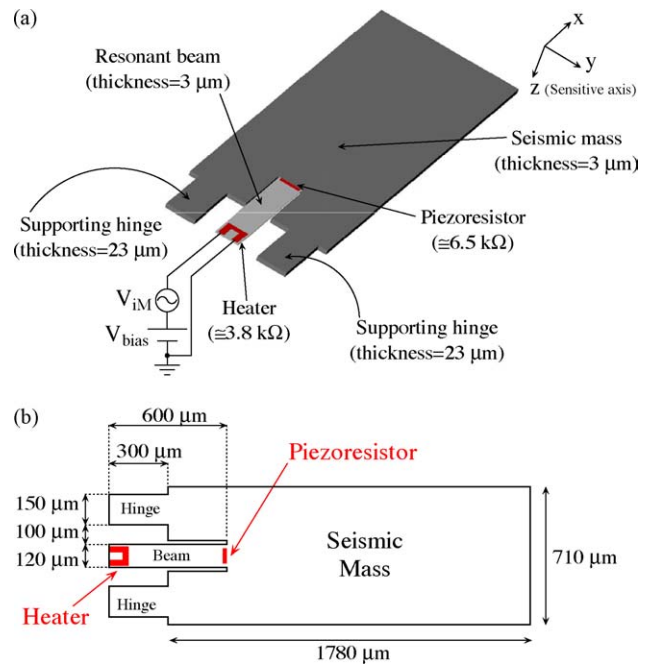 (a)
Resonant beam
(thickness=3 μm)
x
y
z (Sensitive axis)
Seismic mass
(thickness=3 μm)
Supporting hinge
(thickness=23 μm)
Piezoresistor
(≅6.5 kΩ)
V_iM
V_bias
Heater
(≅3.8 kΩ)
Supporting hinge
(thickness=23 μm)
(b)
600 μm
300 μm
Piezoresistor
150 μm
Hinge
100 μm
120 μm
Beam
Seismic
Mass
710 μm
Heater
Hinge
1780 μm